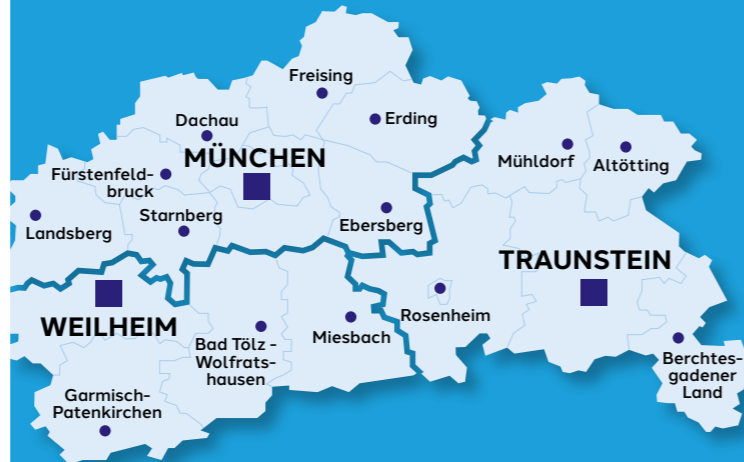 Freising
Dachau
Erding
MÜNCHEN
Mühldorf
Altötting
Fürstenfeld-
bruck
Starnberg
Ebersberg
Landsberg
TRAUNSTEIN
WEILHEIM
Rosenheim
Bad Tölz -
Wolfrats-
hausen
Miesbach
Berchtes-
gadener
Land
Garmisch-
Patenkirchen